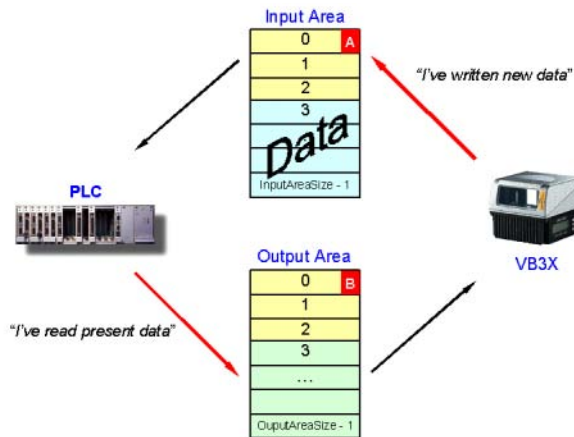 Input Area
0 A
1
"I've written new data"
2
3
Data
InputAreaSize - 1
PLC
VB3X
Output Area
0 B
1
"I've read present data"
2
3
...
OuputAreaSize - 1